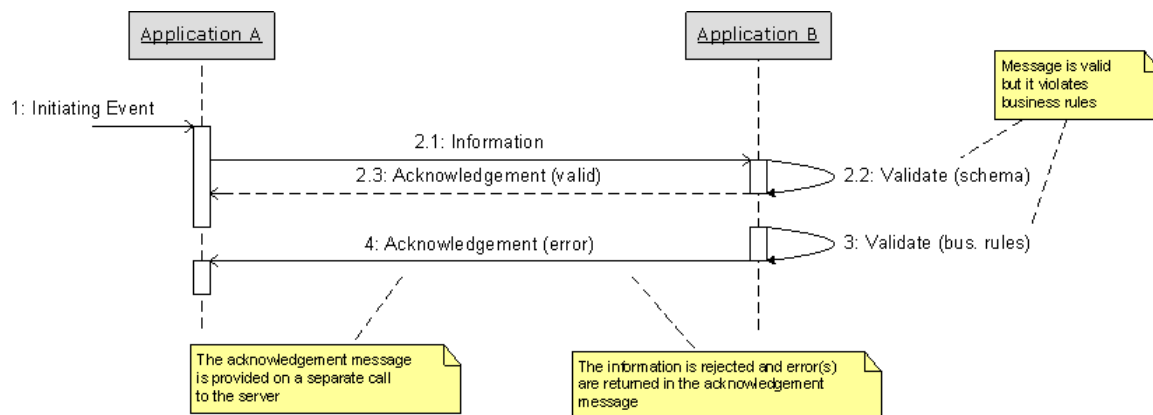 Application A
Application B
Message is valid
but it violates
business rules
1: Initiating Event
2.1: Information
2.3: Acknowledgement (valid)
2.2: Validate (schema)
4: Acknowledgement (error)
3: Validate (bus. rules)
The acknowledgement message
is provided on a separate call
to the server
The information is rejected and error(s)
are returned in the acknowledgement
message